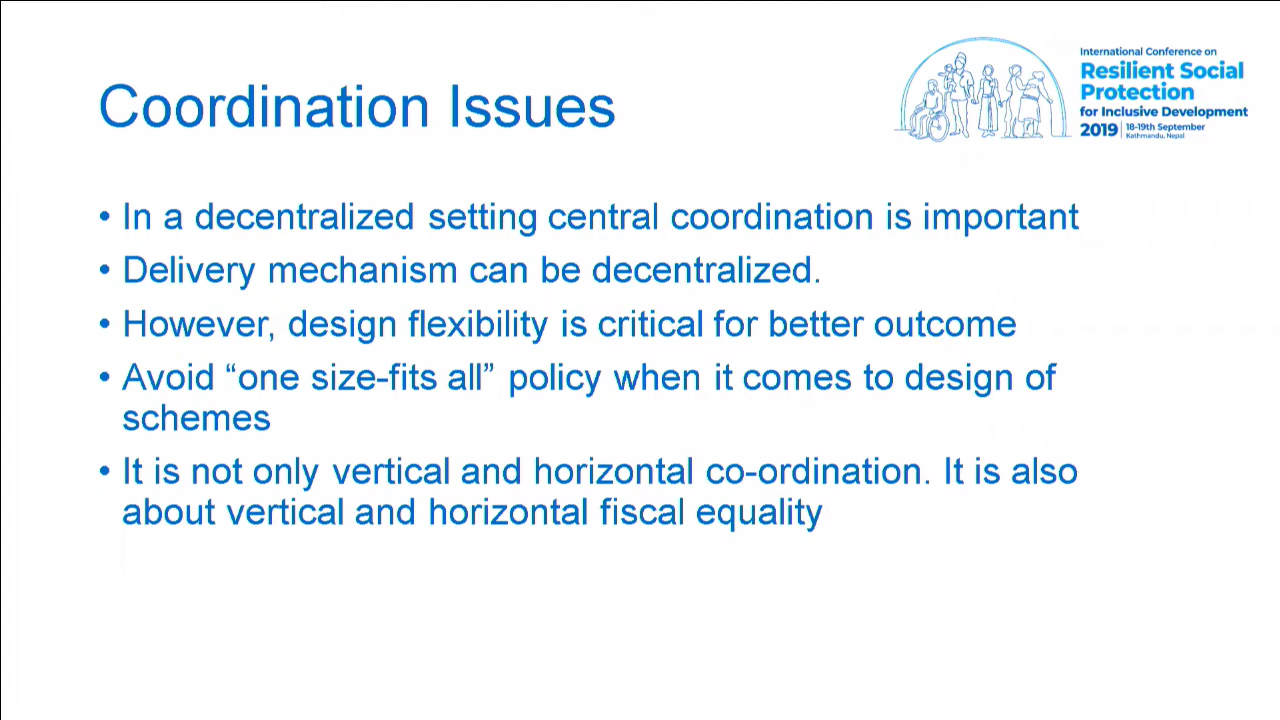 International Conference on
Resilient Social
Protection
for Inclusive Development
2019 18-19th September
Kathmandu, Nepal
Coordination Issues
• In a decentralized setting central coordination is important
• Delivery mechanism can be decentralized.
• However, design flexibility is critical for better outcome
• Avoid “one size-fits all” policy when it comes to design of
schemes
• It is not only vertical and horizontal co-ordination. It is also
about vertical and horizontal fiscal equality